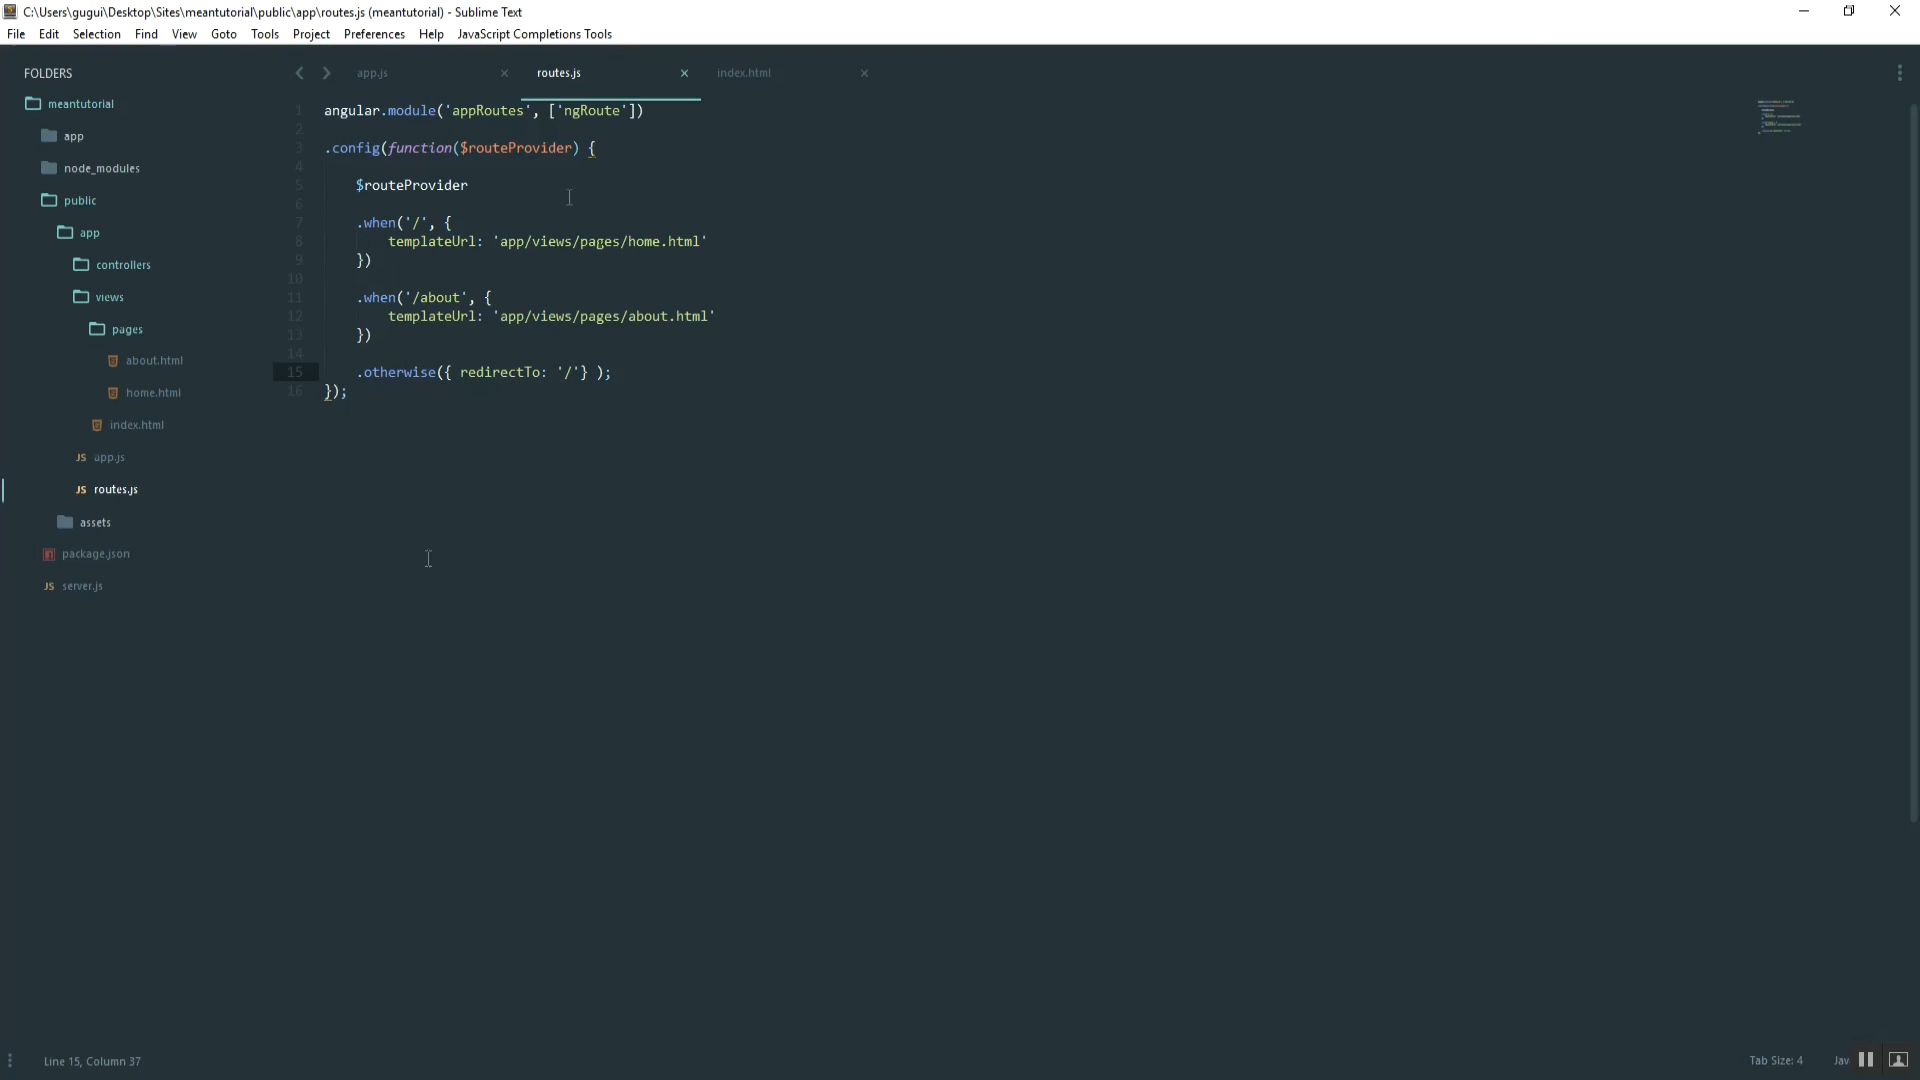 C:\Users\gugui\Desktop\Sites\meantutorial\public\app\routes.js (meantutorial) - Sublime Text
File Edit Selection Find View Goto Tools Project Preferences Help JavaScript Completions Tools
FOLDERS
meantutorial
app
node_modules
public
app
controllers
views
pages
about.html
home.html
index.html
JS app.js
JS routes.js
assets
package.json
JS server.js
app.js routes.js index.html
1 angular.module('appRoutes', ['ngRoute'])
2
3 .config(function($routeProvider) {
4
5 $routeProvider
6
7 .when('/', {
8 templateUrl: 'app/views/pages/home.html'
9 })
10
11 .when('/about', {
12 templateUrl: 'app/views/pages/about.html'
13 })
14
15 .otherwise({ redirectTo: '/'} );
16 });
Line 15, Column 37
Tab Size: 4 Jav